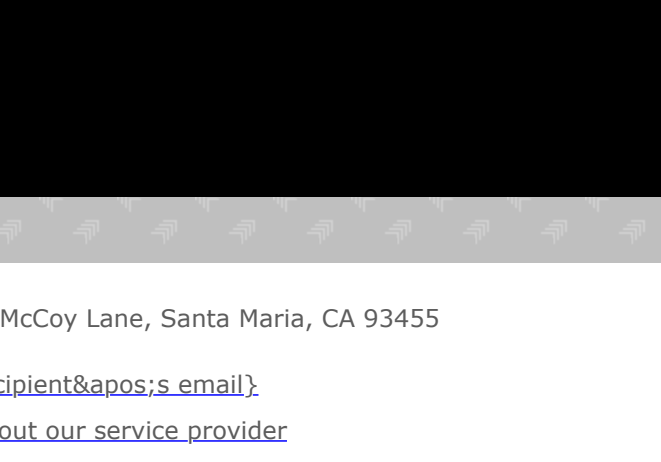 McCoy Lane, Santa Maria, CA 93455
cipient&apos;s email}
out our service provider